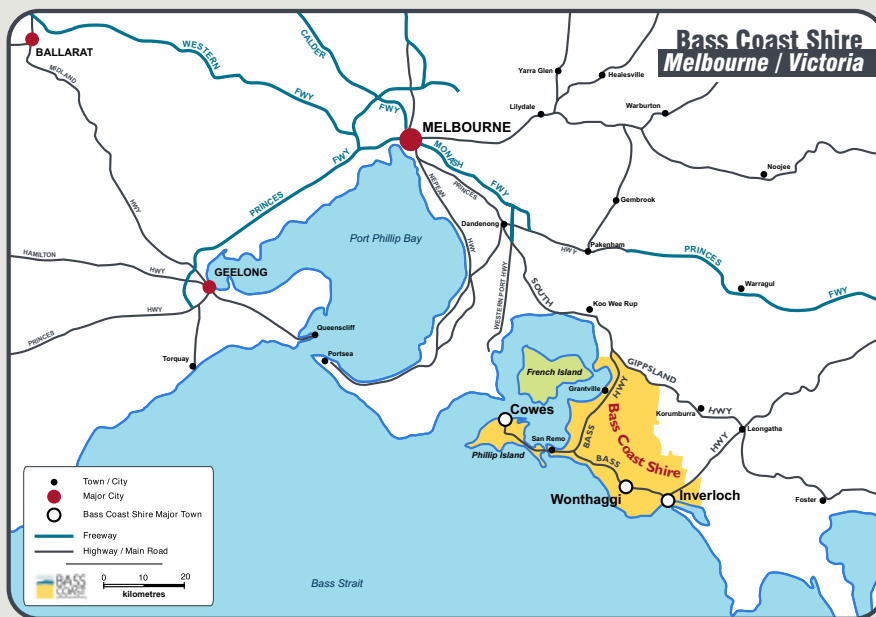 Bass Coast Shire
Melbourne / Victoria
BALLARAT
MIDLAND
HWY
WESTERN
FWY
CALDER
FWY
MELBOURNE
MONASH
FWY
Yarra Glen
Healesville
Lilydale
Warburton
Noojee
Gembrook
PRINCES
FWY
NEPEAN
HWY
PRINCES
HWY
Dandenong
Pakenham
PRINCES
FWY
Warragul
Port Phillip Bay
HAMILTON
HWY
GEELONG
PRINCES
HWY
Queenscliff
Portsea
Torquay
WESTERN PORT HWY
SOUTH
GIPPSLAND
HWY
Koo Wee Rup
French Island
Grantville
BASS
HWY
Bass Coast Shire
Korumburra
HWY
Leongatha
Cowes
San Remo
Phillip Island
BASS
Wonthaggi
Inverloch
Foster
Bass Strait
Town / City
Major City
Bass Coast Shire Major Town
Freeway
Highway / Main Road
BASS
COAST
0 10 20
kilometres